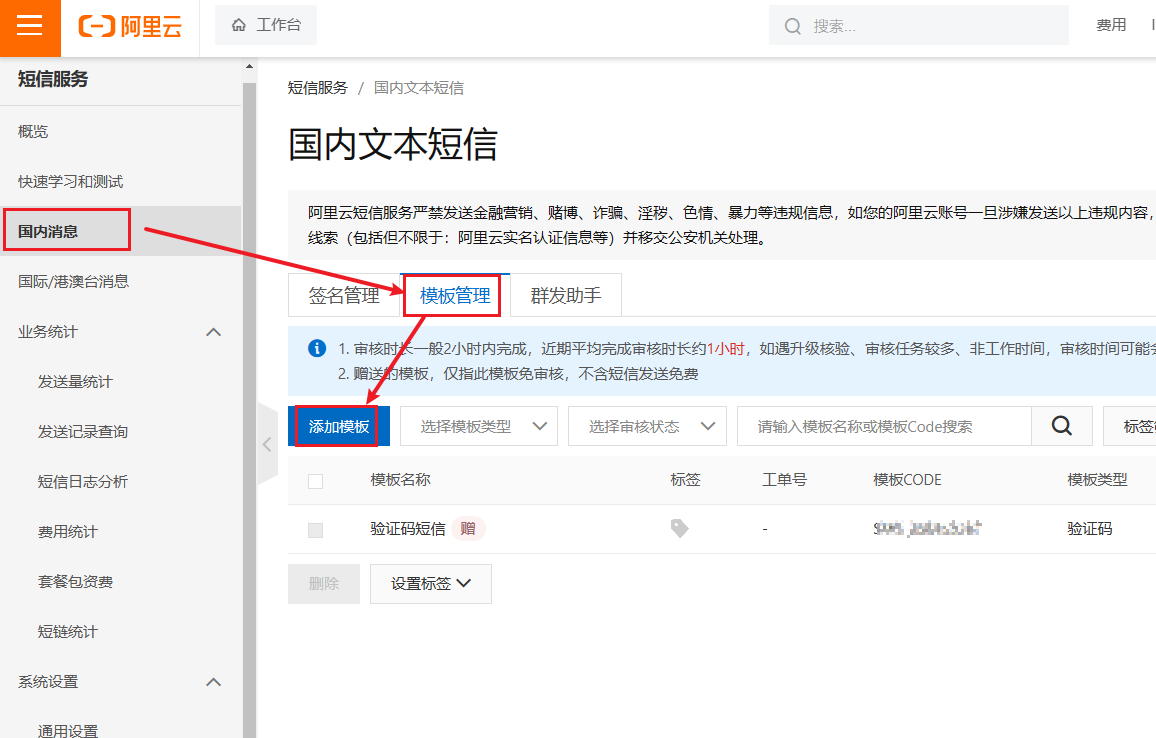 阿里云
工作台
搜索...
费用
短信服务
概览
快速学习和测试
国内消息
国际/港澳台消息
业务统计
发送量统计
发送记录查询
短信日志分析
费用统计
套餐包资费
短链统计
系统设置
通用设置
短信服务 / 国内文本短信
国内文本短信
阿里云短信服务严禁发送金融营销、赌博、诈骗、淫秽、色情、暴力等违规信息，如您的阿里云账号一旦涉嫌发送以上违规内容，
线索（包括但不限于：阿里云实名认证信息等）并移交公安机关处理。
签名管理 模板管理 群发助手
1. 审核时长一般2小时内完成，近期平均完成审核时长约1小时，如遇升级核验、审核任务较多、非工作时间，审核时间可能会
2. 赠送的模板，仅指此模板免审核，不含短信发送免费
添加模板 选择模板类型 选择审核状态 请输入模板名称或模板Code搜索 标签
模板名称 标签 工单号 模板CODE 模板类型
验证码短信 赠 - 验证码
删除 设置标签